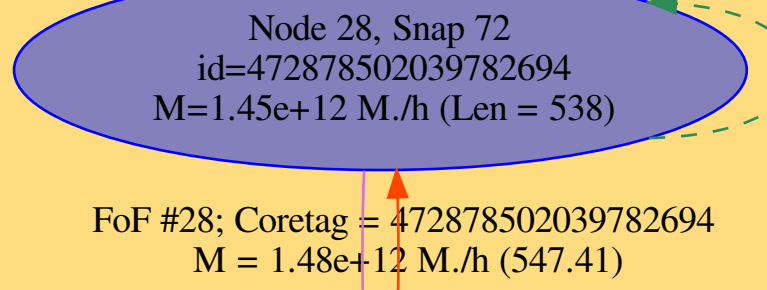 Node 28, Snap 72
id=472878502039782694
M=1.45e+12 M./h (Len = 538)
FoF #28; Coretag = 472878502039782694
M = 1.48e+12 M./h (547.41)